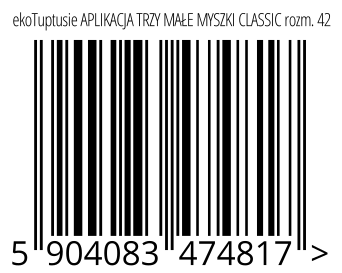 ekoTuptusie APLIKACJA TRZY MAŁE MYSZKI CLASSIC rozm. 42
5 904083 474817 >